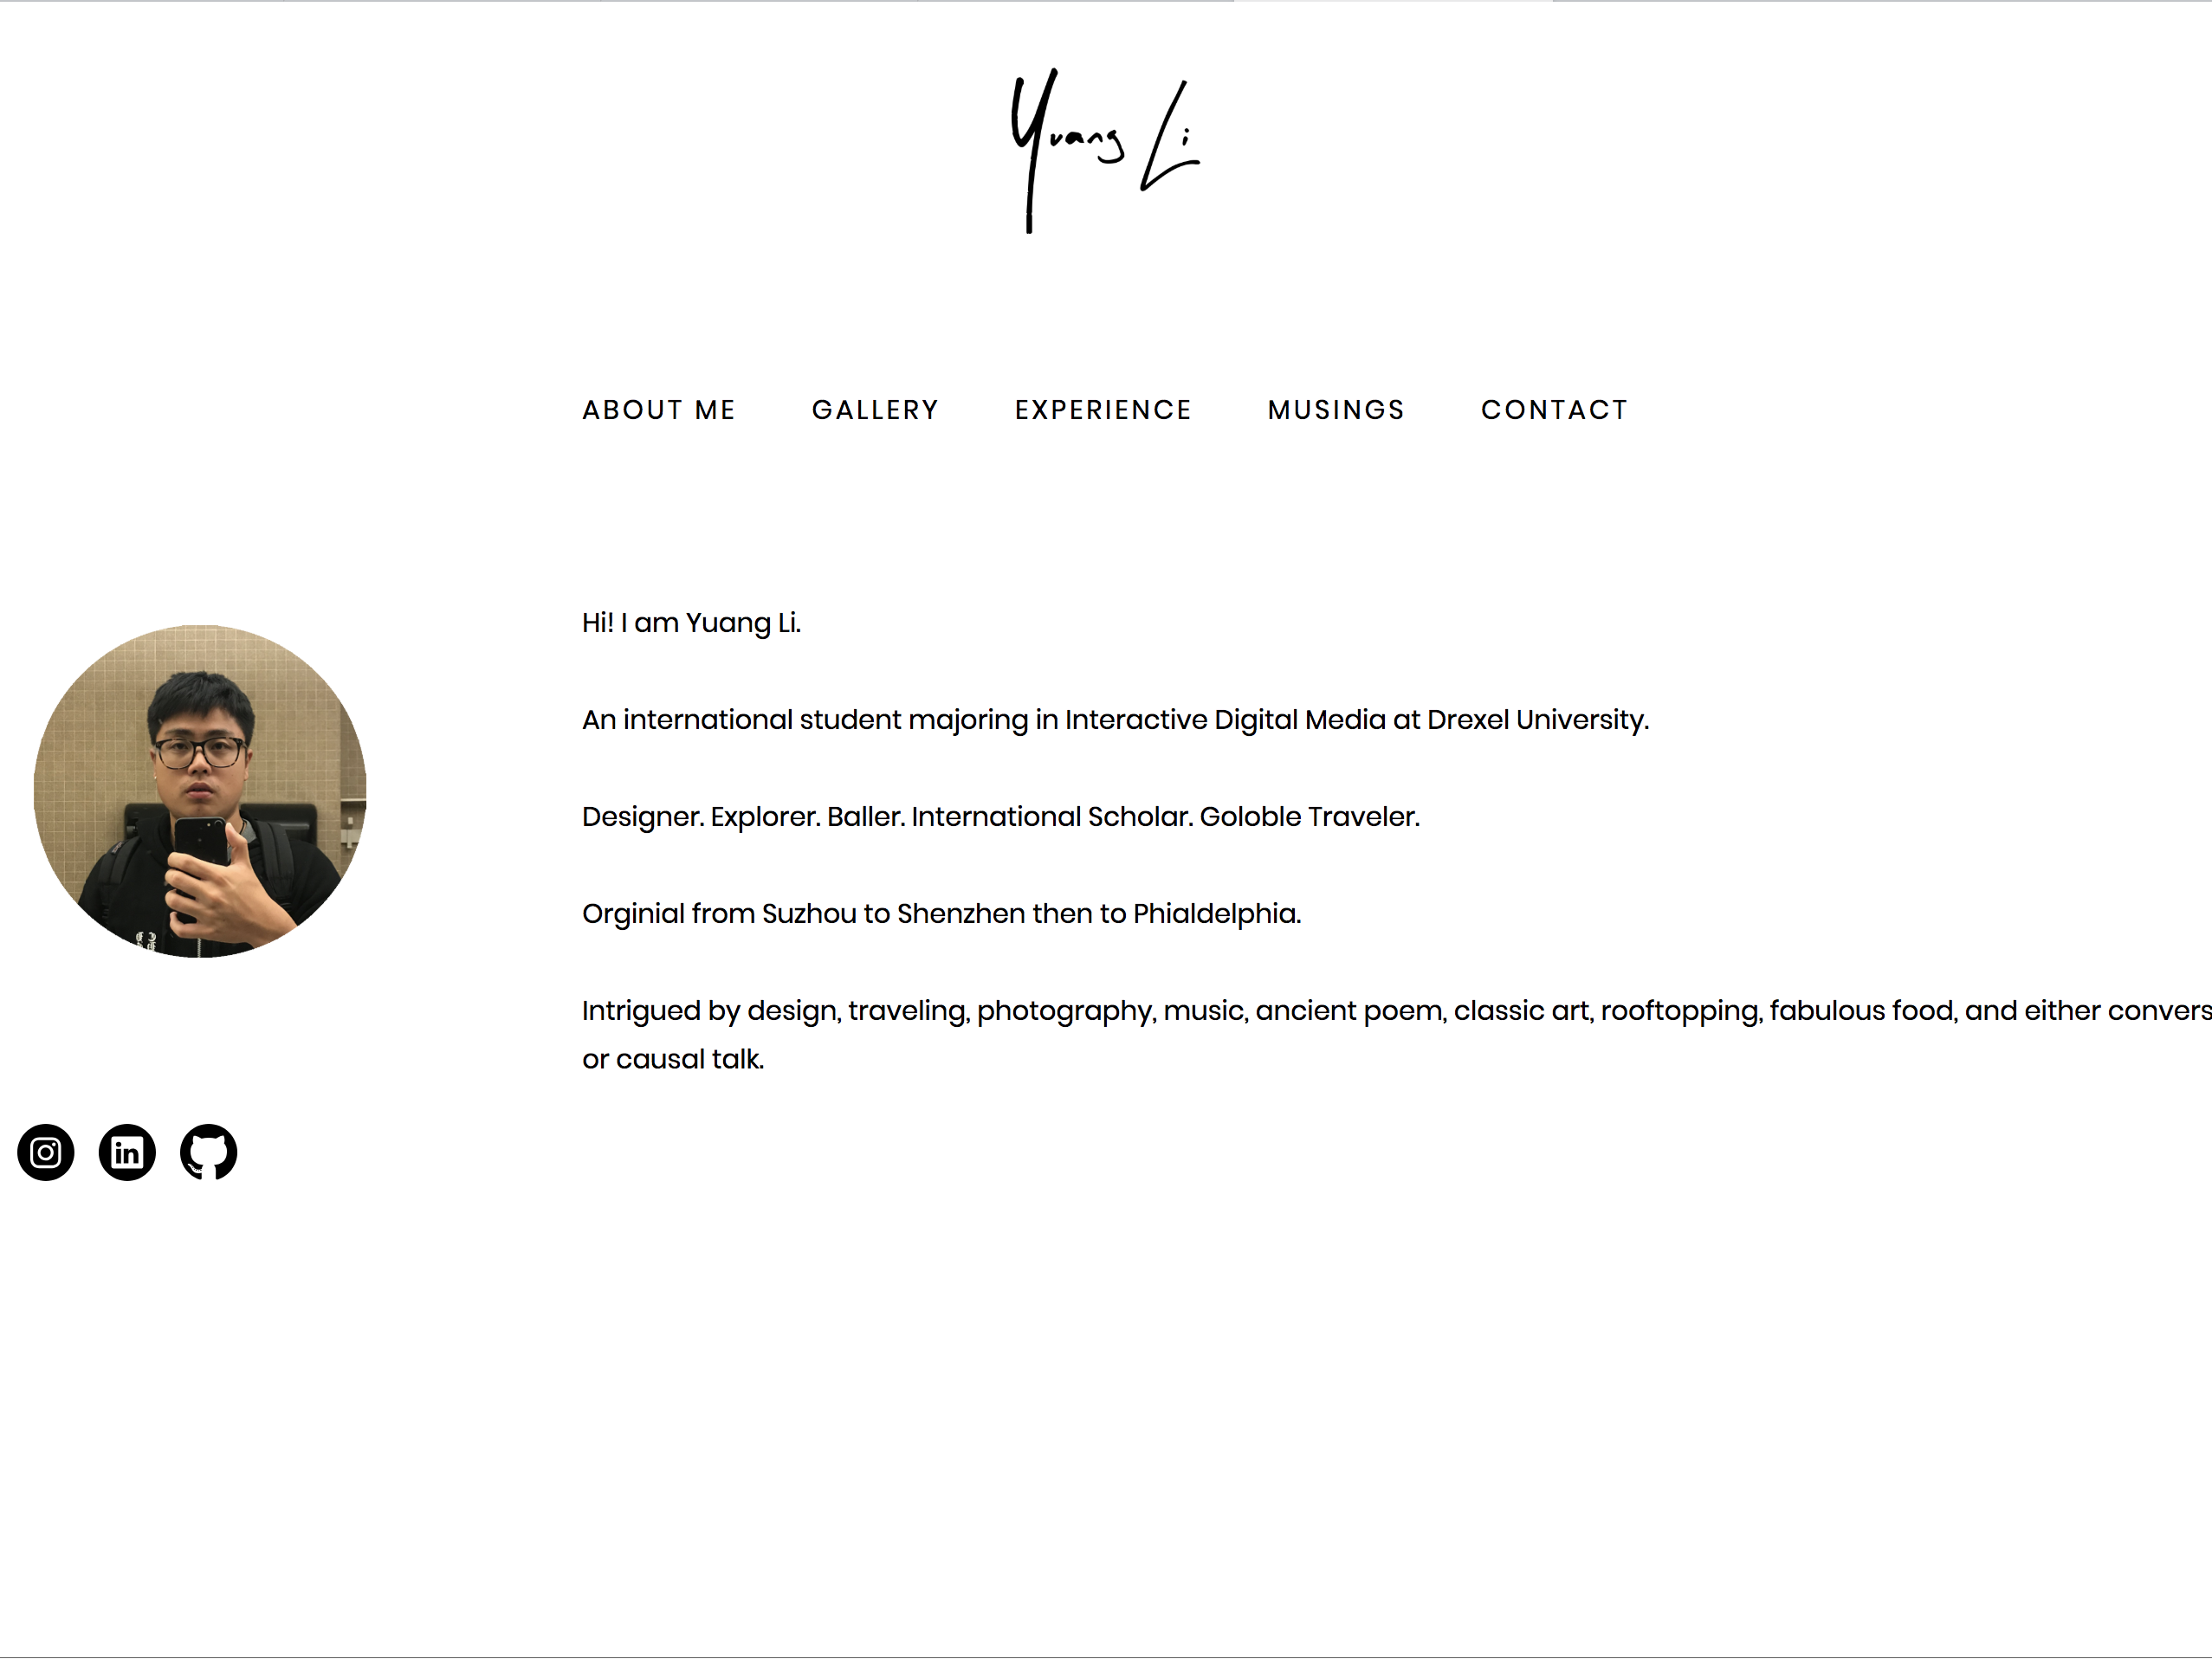 Yuang Li
ABOUT ME GALLERY EXPERIENCE MUSINGS CONTACT
Hi! I am Yuang Li.
An international student majoring in Interactive Digital Media at Drexel University.
Designer. Explorer. Baller. International Scholar. Goloble Traveler.
Orginial from Suzhou to Shenzhen then to Phialdelphia.
Intrigued by design, traveling, photography, music, ancient poem, classic art, rooftopping, fabulous food, and either convers
or causal talk.
in